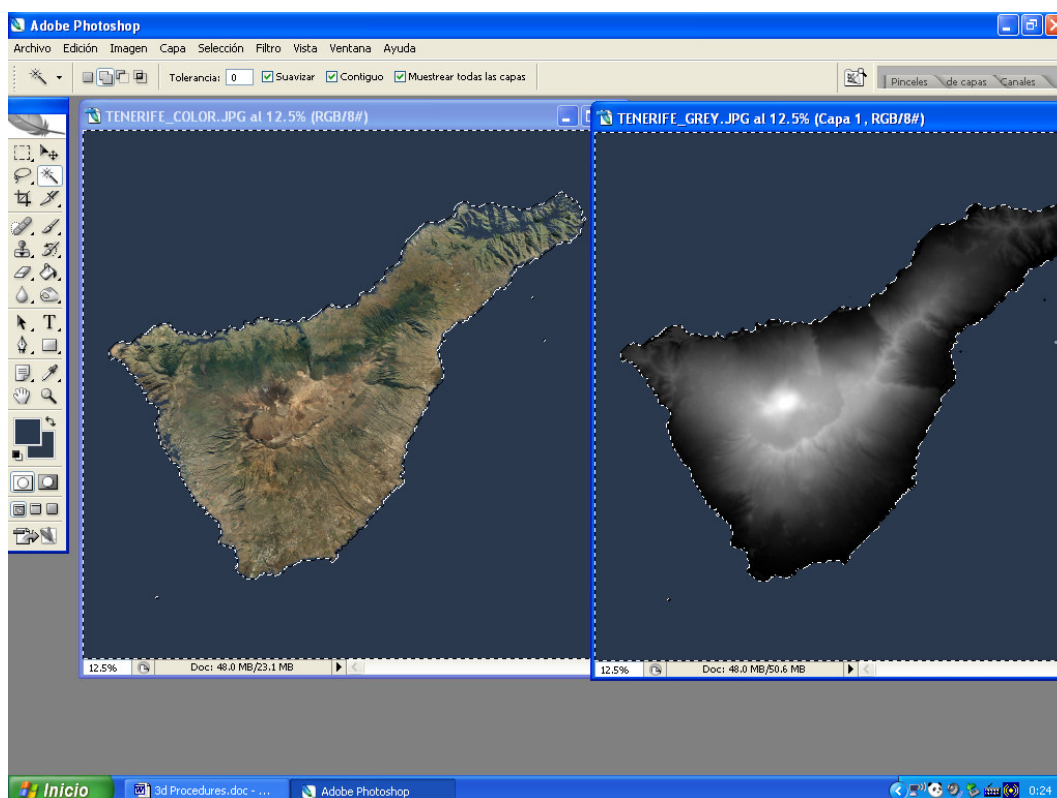 Adobe Photoshop
Archivo Edición Imagen Capa Selección Filtro Vista Ventana Ayuda
Tolerancia: 0 Suavizar Contiguo Muestrear todas las capas Pinceles de capas Canales
TENERIFE_COLOR.JPG al 12.5% (RGB/8#)
TENERIFE_GREY.JPG al 12.5% (Capa 1, RGB/8#)
T
12.5% Doc: 48.0 MB/23.1 MB
12.5% Doc: 48.0 MB/50.6 MB
Inicio 3d Procedures.doc - ... Adobe Photoshop 0:24